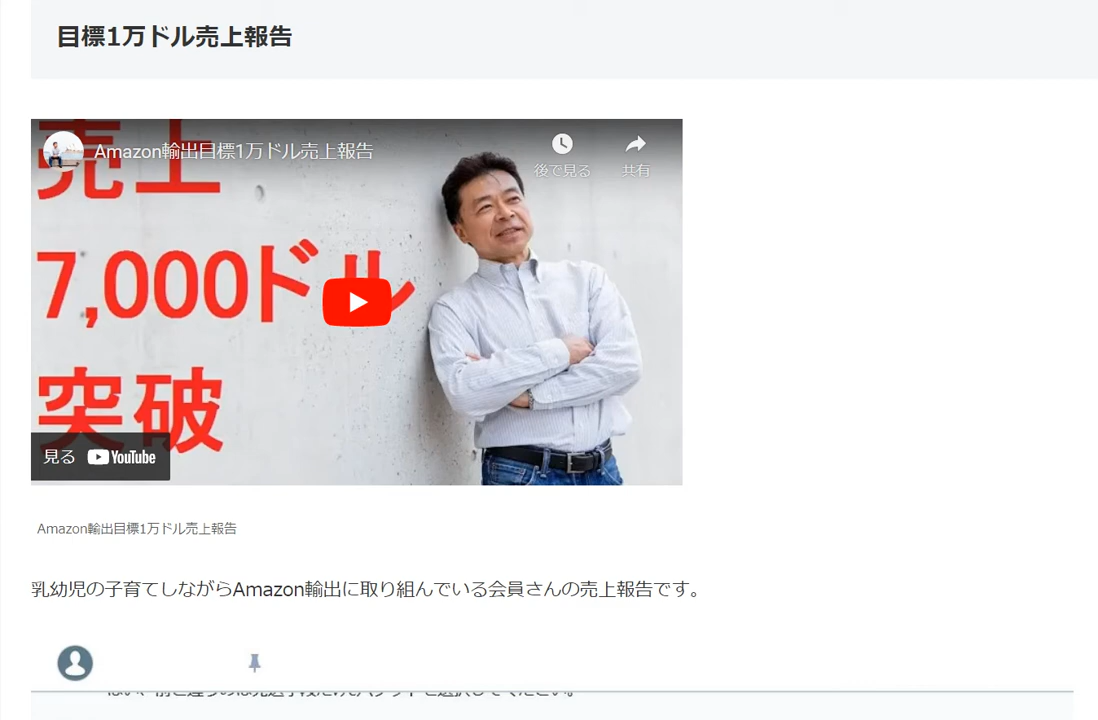 目標1万ドル売上報告
Amazon輸出目標1万ドル売上報告
後で見る
共有
売上
7,000ドル
突破
見る YouTube
Amazon輸出目標1万ドル売上報告
乳幼児の子育てしながらAmazon輸出に取り組んでいる会員さんの売上報告です。